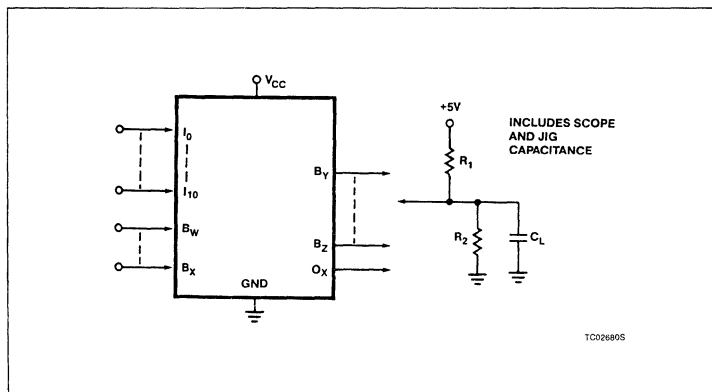 VCC
I0
I10
BW
BX
GND
BY
BZ
OX
+5V
R1
R2
CL
INCLUDES SCOPE
AND JIG
CAPACITANCE
TC02680S